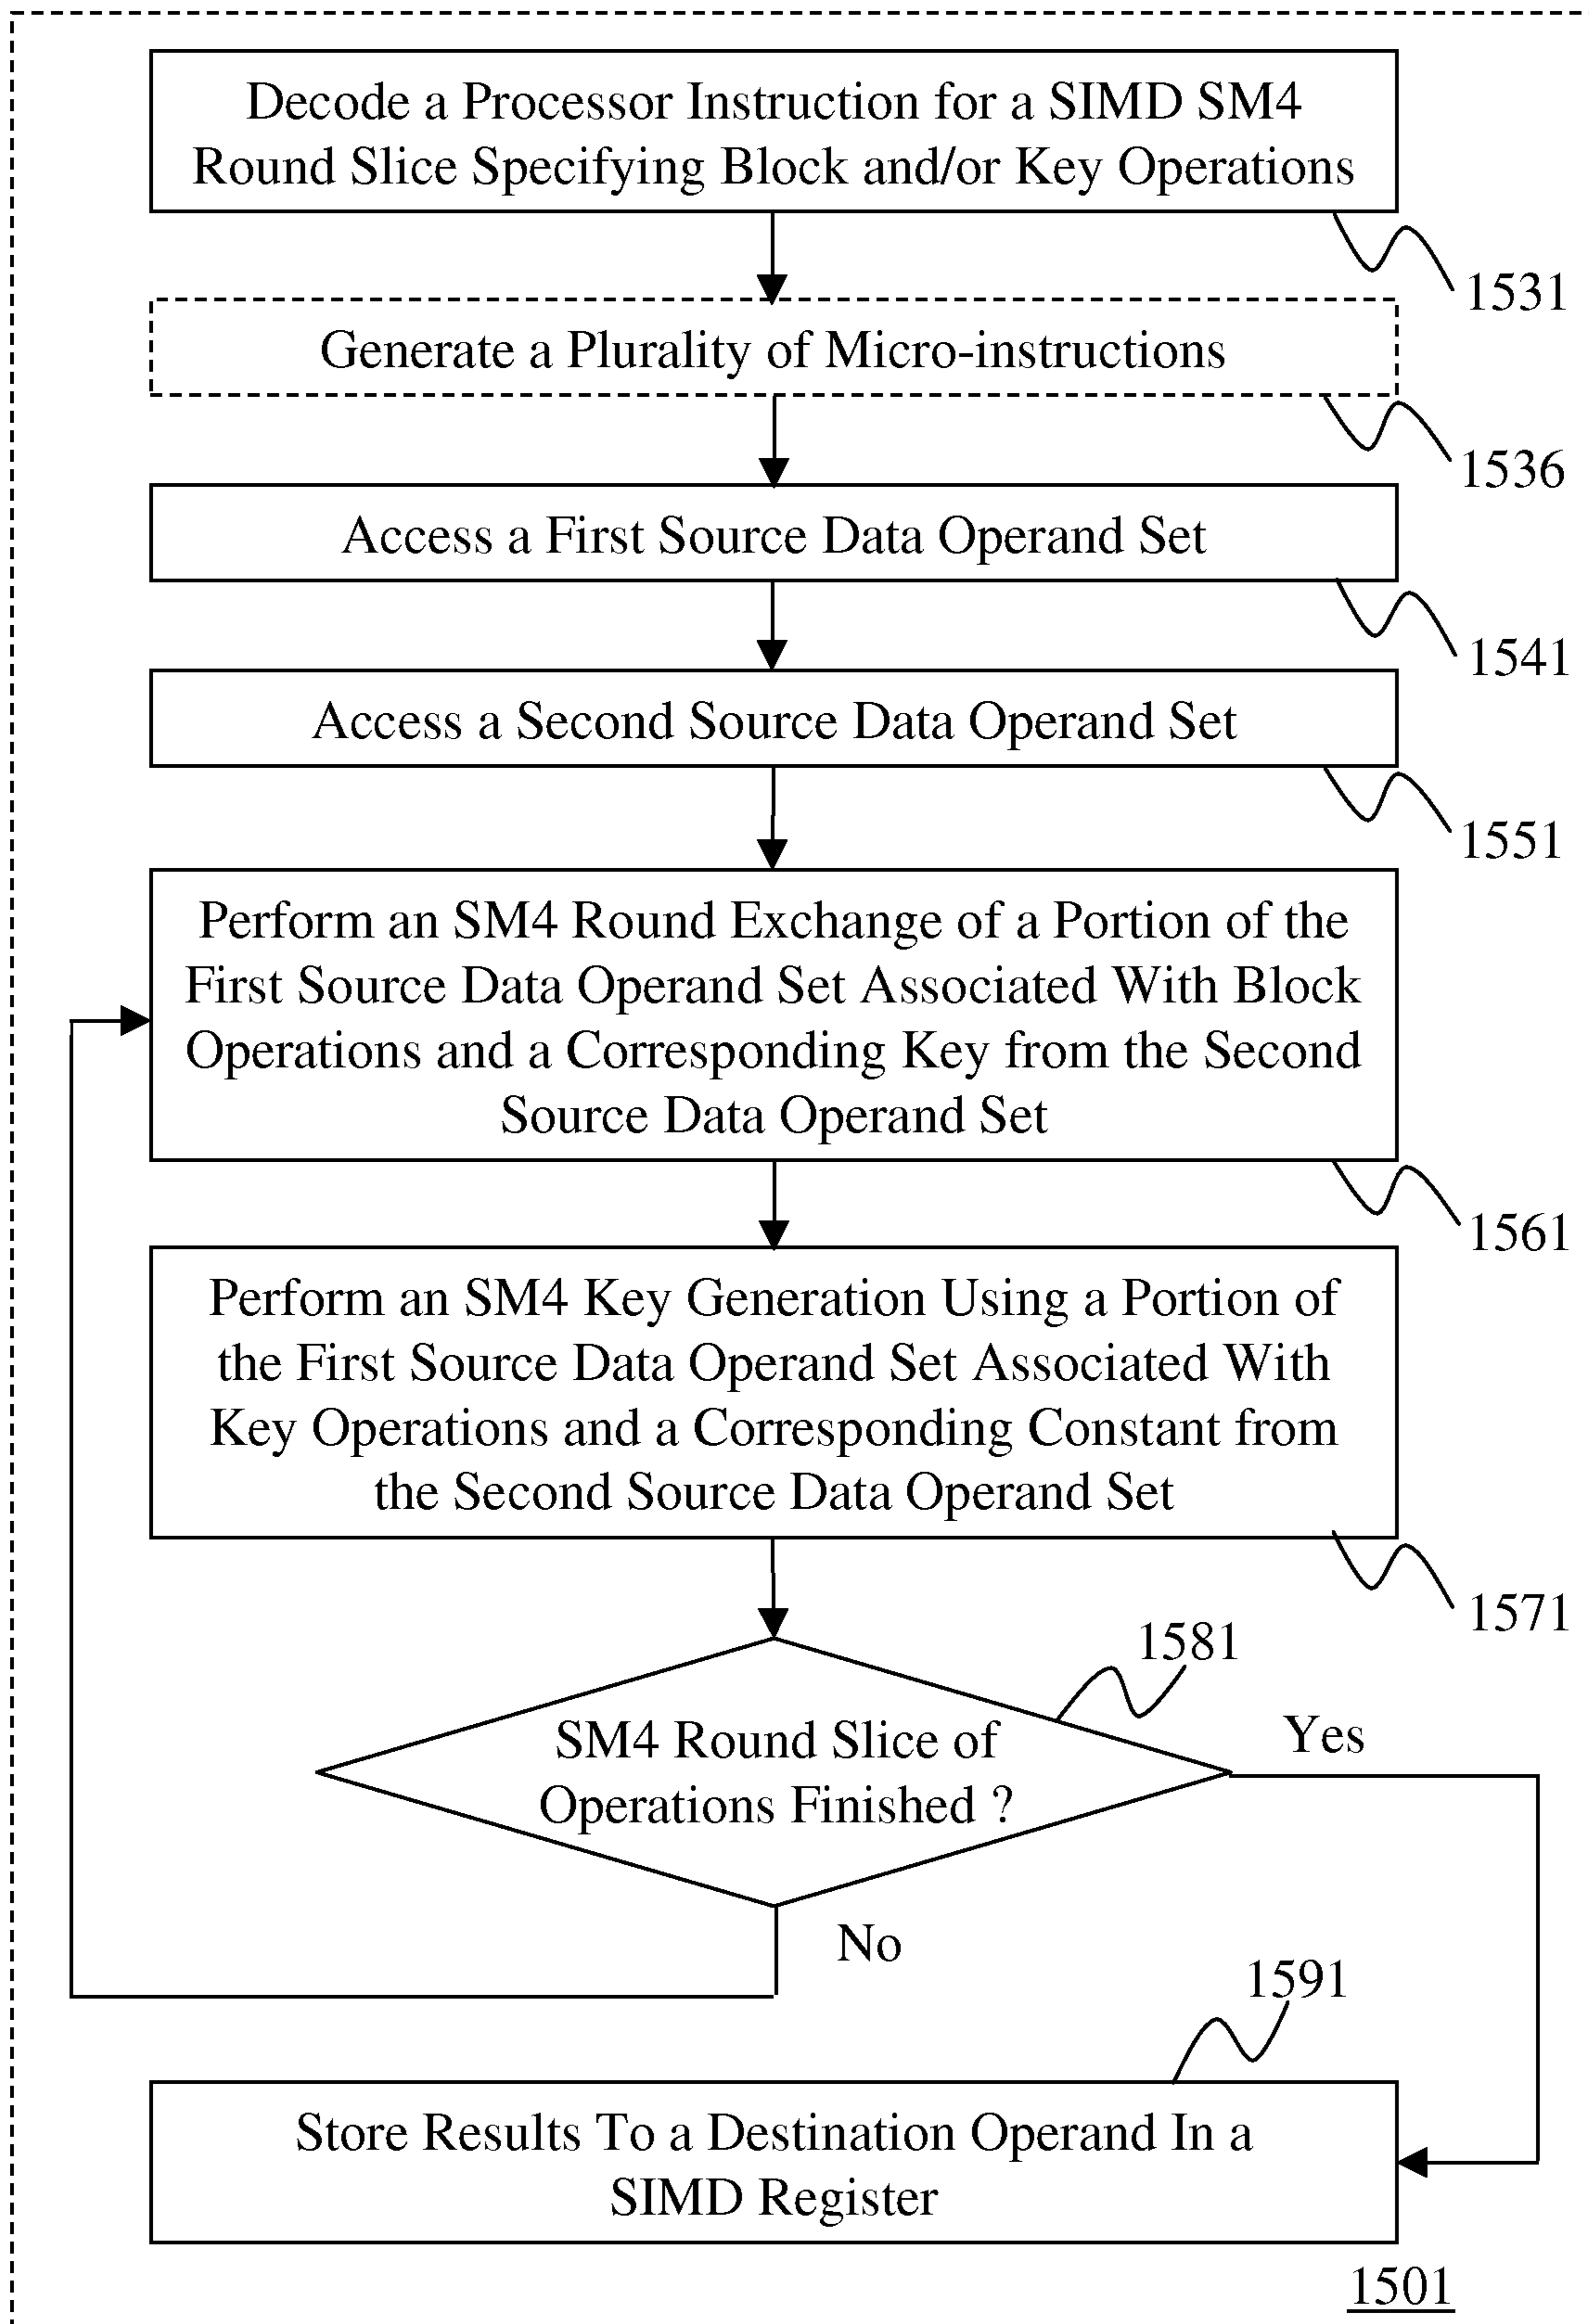 Decode a Processor Instruction for a SIMD SM4
Round Slice Specifying Block and/or Key Operations
1531
Generate a Plurality of Micro-instructions
1536
Access a First Source Data Operand Set
1541
Access a Second Source Data Operand Set
1551
Perform an SM4 Round Exchange of a Portion of the
First Source Data Operand Set Associated With Block
Operations and a Corresponding Key from the Second
Source Data Operand Set
1561
Perform an SM4 Key Generation Using a Portion of
the First Source Data Operand Set Associated With
Key Operations and a Corresponding Constant from
the Second Source Data Operand Set
1571
1581
SM4 Round Slice of
Operations Finished ?
Yes
No
1591
Store Results To a Destination Operand In a
SIMD Register
1501